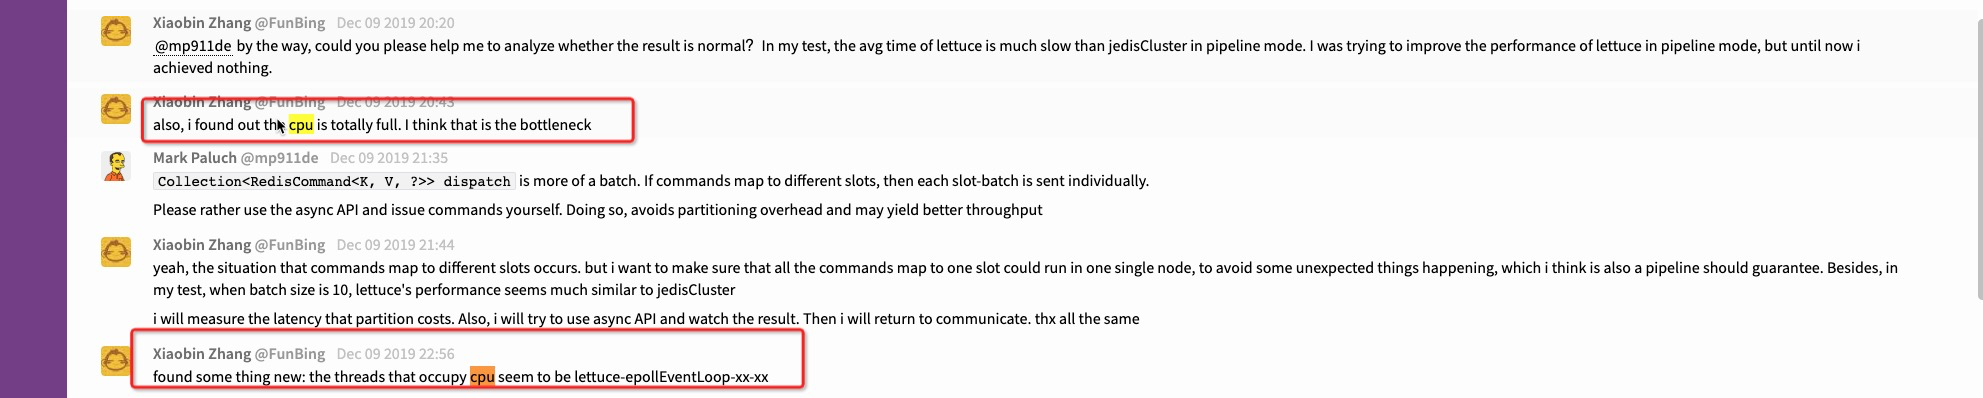 Xiaobin Zhang @FunBing Dec 09 2019 20:20
@mp911de by the way, could you please help me to analyze whether the result is normal? In my test, the avg time of lettuce is much slow than jedisCluster in pipeline mode. I was trying to improve the performance of lettuce in pipeline mode, but until now i
achieved nothing.
Xiaobin Zhang @FunBing Dec 09 2019 20:43
also, i found out the cpu is totally full. I think that is the bottleneck
Mark Paluch @mp911de Dec 09 2019 21:35
Collection<RedisCommand<K, V, ?>> dispatch is more of a batch. If commands map to different slots, then each slot-batch is sent individually.
Please rather use the async API and issue commands yourself. Doing so, avoids partitioning overhead and may yield better throughput
Xiaobin Zhang @FunBing Dec 09 2019 21:44
yeah, the situation that commands map to different slots occurs. but i want to make sure that all the commands map to one slot could run in one single node, to avoid some unexpected things happening, which i think is also a pipeline should guarantee. Besides, in
my test, when batch size is 10, lettuce's performance seems much similar to jedisCluster
i will measure the latency that partition costs. Also, i will try to use async API and watch the result. Then i will return to communicate. thx all the same
Xiaobin Zhang @FunBing Dec 09 2019 22:56
found some thing new: the threads that occupy cpu seem to be lettuce-epollEventLoop-xx-xx